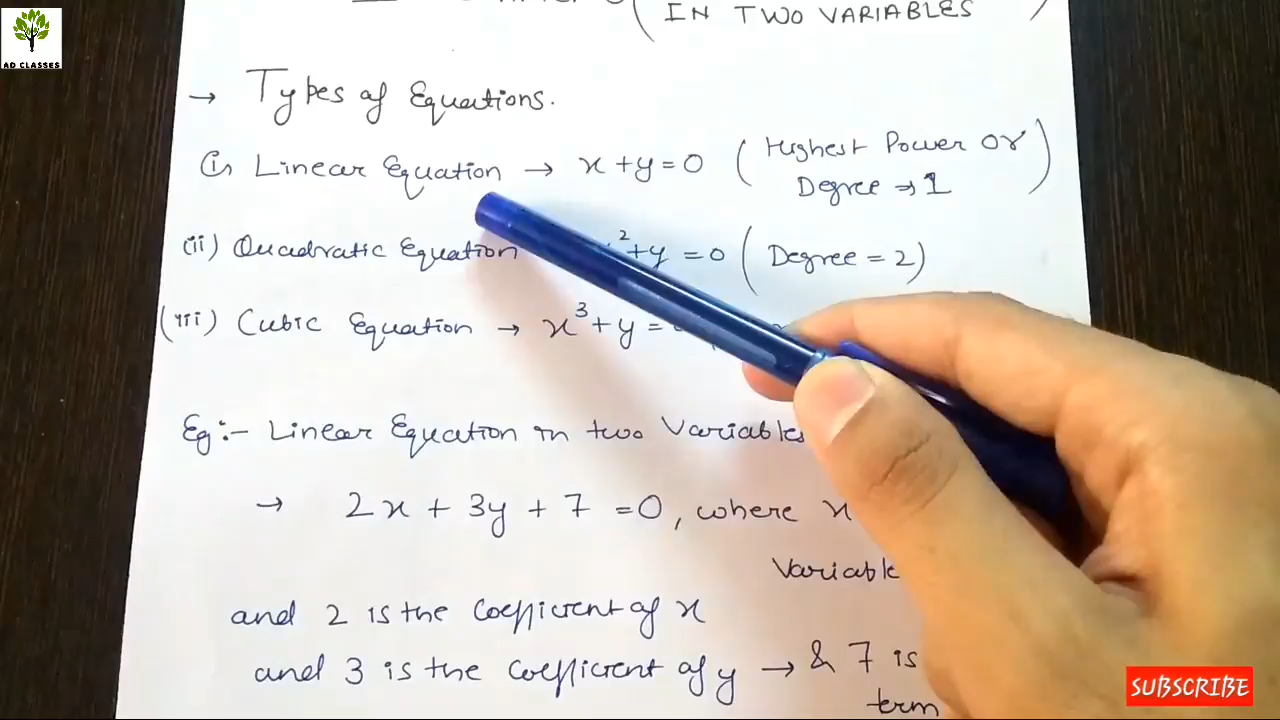 IN TWO VARIABLES
AD CLASSES
→ Types of Equations.
(i) Linear Equation → x + y = 0 ( Highest Power Or
Degree → 1 )
(ii) Quadratic Equation ² + y = 0 ( Degree = 2 )
(iii) Cubic Equation → x³ + y =
Eg:- Linear Equation in two Variables
→ 2x + 3y + 7 = 0, where x
and 2 is the coefficient of x
and 3 is the coefficient of y → & 7 is
term
SUBSCRIBE